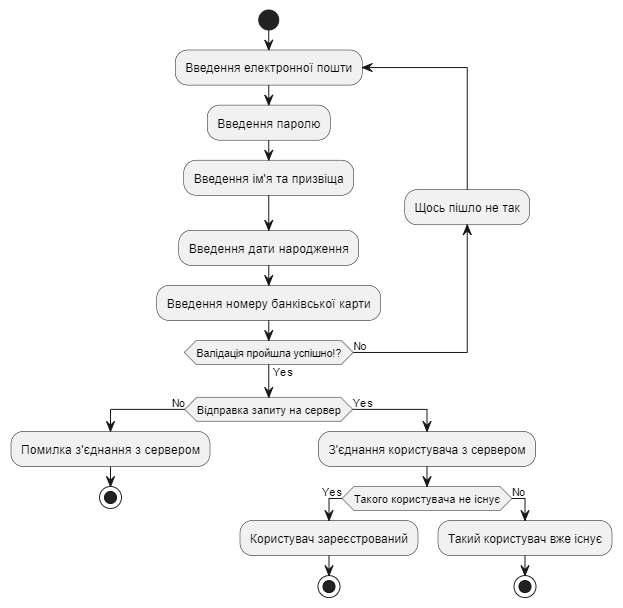 Введення електронної пошти
Введення паролю
Введення ім'я та призвіща
Щось пішло не так
Введення дати народження
Введення номеру банківської карти
Валідація пройшла успішно!?
No
Yes
No
Відправка запиту на сервер
Yes
Помилка з'єднання з сервером
З'єднання користувача з сервером
Yes
Такого користувача не існує
No
Користувач зареєстрований
Такий користувач вже існує